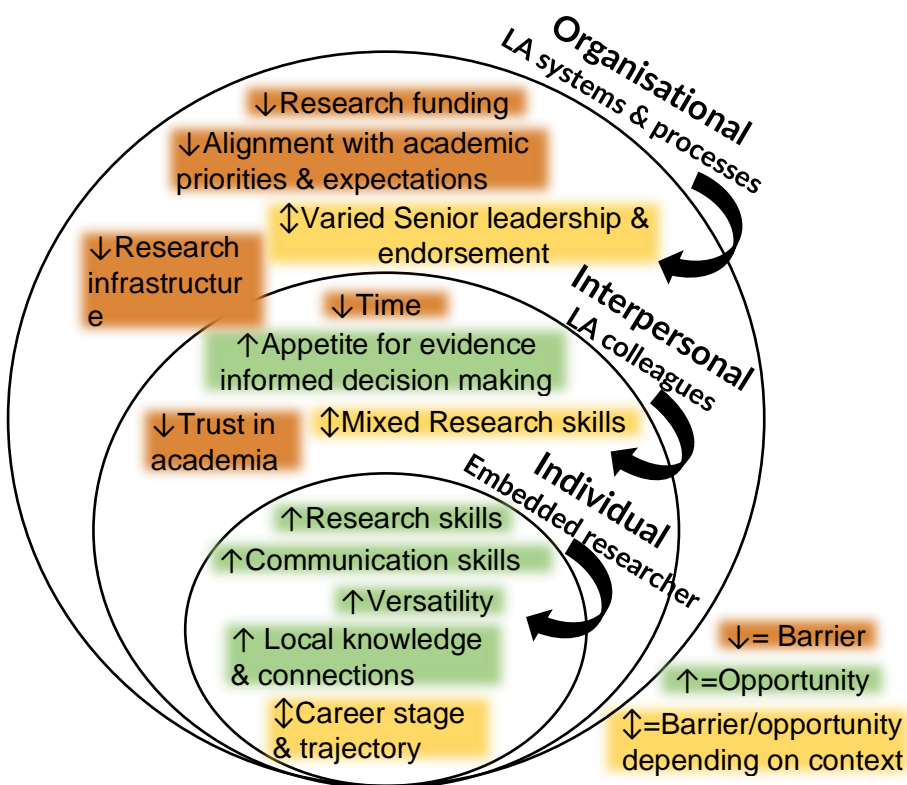 Organisational
LA systems & processes
↓Research funding
↓Alignment with academic
priorities & expectations
↕Varied Senior leadership &
endorsement
↓Research
infrastructur
e
Interpersonal
LA colleagues
↓Time
↑Appetite for evidence
informed decision making
↓Trust in
academia
↕Mixed Research skills
Individual
Embedded researcher
↑Research skills
↑Communication skills
↑Versatility
↑ Local knowledge
& connections
↕Career stage
& trajectory
↓= Barrier
↑=Opportunity
↕=Barrier/opportunity
depending on context